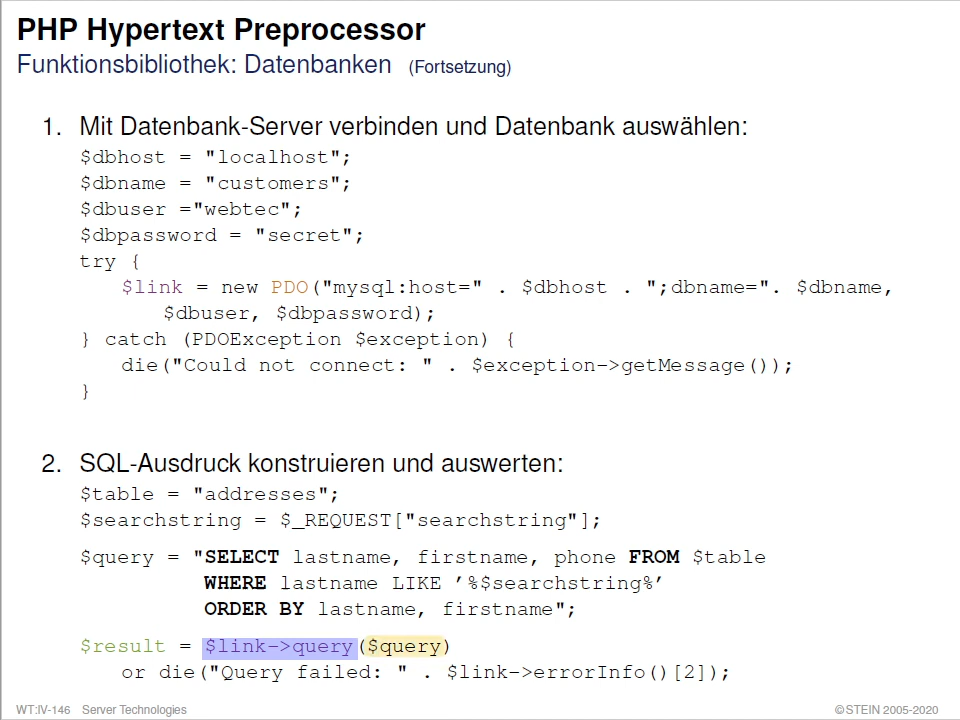 PHP Hypertext Preprocessor
Funktionsbibliothek: Datenbanken (Fortsetzung)
1. Mit Datenbank-Server verbinden und Datenbank auswählen:
$dbhost = "localhost";
$dbname = "customers";
$dbuser ="webtec";
$dbpassword = "secret";
try {
$link = new PDO("mysql:host=" . $dbhost . ";dbname=". $dbname,
$dbuser, $dbpassword);
} catch (PDOException $exception) {
die("Could not connect: " . $exception->getMessage());
}
2. SQL-Ausdruck konstruieren und auswerten:
$table = "addresses";
$searchstring = $_REQUEST["searchstring"];
$query = "SELECT lastname, firstname, phone FROM $table
WHERE lastname LIKE ’%$searchstring%’
ORDER BY lastname, firstname";
$result = $link->query($query)
or die("Query failed: " . $link->errorInfo()[2]);
WT:IV-146 Server Technologies ©STEIN 2005-2020